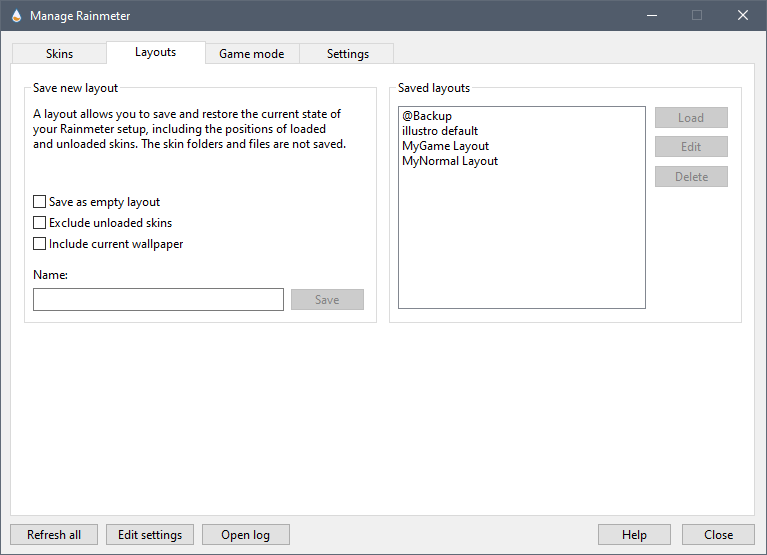 Manage Rainmeter
Skins
Layouts
Game mode
Settings
Save new layout
A layout allows you to save and restore the current state of
your Rainmeter setup, including the positions of loaded
and unloaded skins. The skin folders and files are not saved.
Save as empty layout
Exclude unloaded skins
Include current wallpaper
Name:
Save
Saved layouts
@Backup
illustro default
MyGame Layout
MyNormal Layout
Load
Edit
Delete
Refresh all
Edit settings
Open log
Help
Close